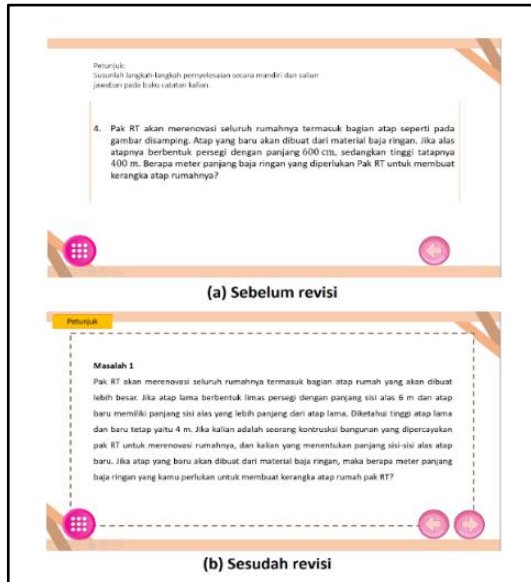 Petunjuk:
Susunlah langkah-langkah penyelesaian secara mandiri dan salian
jawaban pada buku catatan kalian.
4. Pak RT akan merenovasi seluruh rumahnya termasuk bagian atap seperti pada
gambar disamping. Atap yang baru akan dibuat dari material baja ringan. Jika alas
atapnya berbentuk persegi dengan panjang 600 cm, sedangkan tinggi tatapnya
400 m. Berapa meter panjang baja ringan yang diperlukan Pak RT untuk membuat
kerangka atap rumahnya?
(a) Sebelum revisi
Petunjuk
Masalah 1
Pak RT akan merenovasi seluruh rumahnya termasuk bagian atap rumah yang akan dibuat
lebih besar. Jika atap lama berbentuk limas persegi dengan panjang sisi alas 6 m dan atap
baru memiliki panjang sisi alas yang lebih panjang dari atap lama. Diketahui tinggi atap lama
dan baru tetap yaitu 4 m. Jika kalian adalah seorang kontruksi bangunan yang dipercayakan
pak RT untuk merenovasi rumahnya, dan kalian yang menentukan panjang sisi-sisi alas atap
baru. Jika atap yang baru akan dibuat dari material baja ringan, maka berapa meter panjang
baja ringan yang kamu perlukan untuk membuat kerangka atap rumah pak RT?
(b) Sesudah revisi